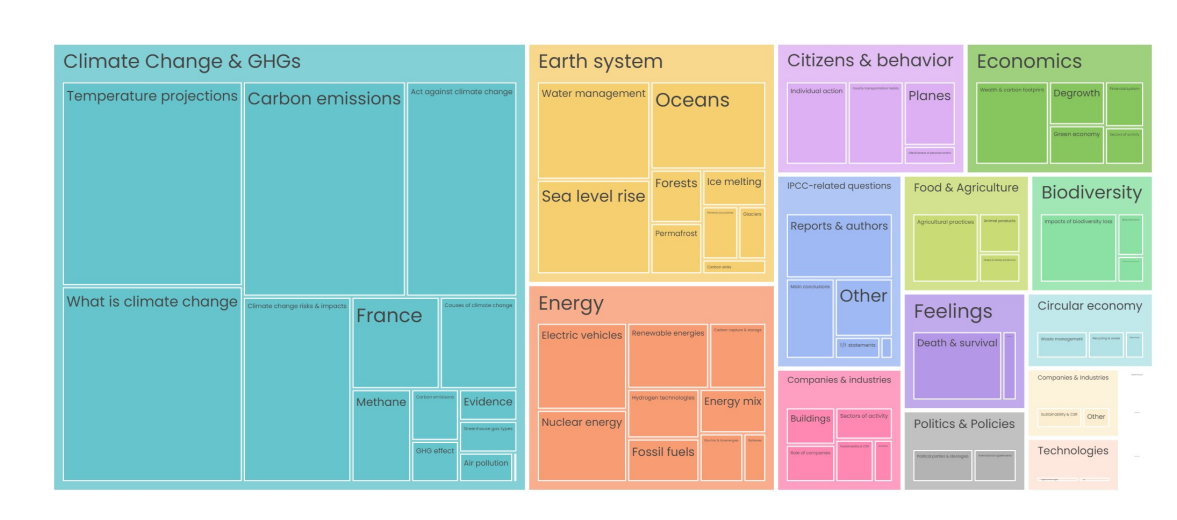 Climate Change & GHGs
Temperature projections
Carbon emissions
Act against climate change
What is climate change
Climate change risks & impacts
France
Causes of climate change
Methane
Carbon emissions
Evidence
Greenhouse gas types
GHG effect
Air pollution
Earth system
Water management
Oceans
Sea level rise
Forests
Ice melting
Permafrost
Glaciers
Carbon sinks
Energy
Electric vehicles
Renewable energies
Carbon capture & storage
Nuclear energy
Hydrogen technologies
Energy mix
Fossil fuels
Batteries
Citizens & behavior
Individual action
Planes
Economics
Wealth & carbon footprint
Degrowth
Green economy
IPCC-related questions
Reports & authors
Main conclusions
Other
Food & Agriculture
Agricultural practices
Animal products
Biodiversity
Impacts of biodiversity loss
Feelings
Death & survival
Circular economy
Waste management
Recycling & reuse
Companies & industries
Buildings
Sectors of activity
Role of companies
Politics & Policies
Companies & Industries
Sustainability & CSR
Other
Technologies